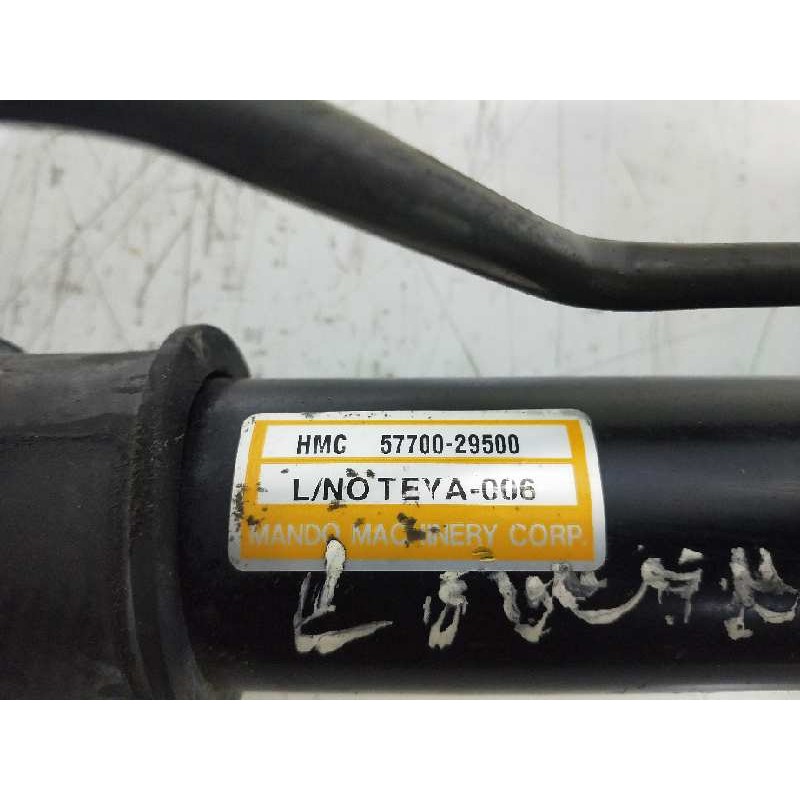 HMC 57700-29500
L/NO TEYA-006
MANDO MACHINERY CORP.